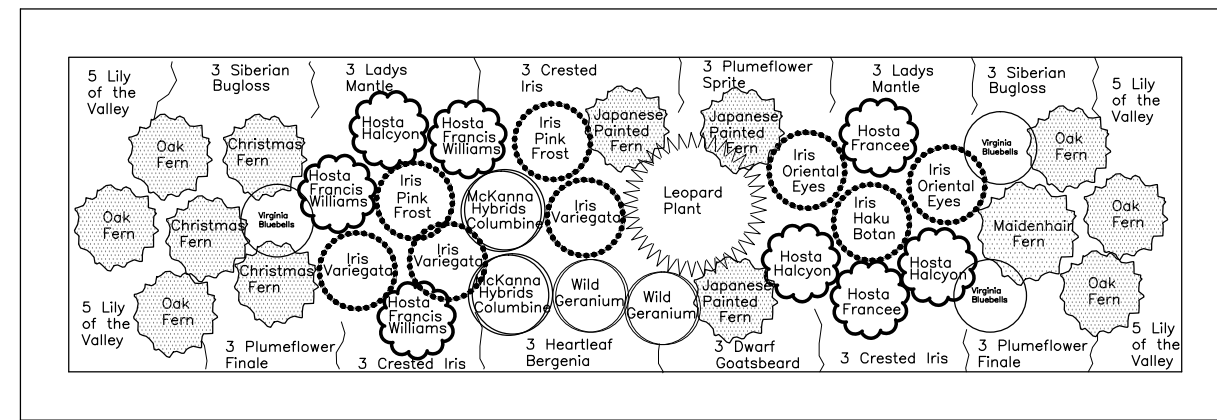 5 Lily
of the
Valley
3 Siberian
Bugloss
3 Ladys
Mantle
3 Crested
Iris
3 Plumeflower
Sprite
3 Ladys
Mantle
3 Siberian
Bugloss
5 Lily
of the
Valley
Oak
Fern
Christmas
Fern
Hosta
Halcyon
Hosta
Francis
Williams
Iris
Pink
Frost
Japanese
Painted
Fern
Japanese
Painted
Fern
Iris
Oriental
Eyes
Hosta
Francee
Iris
Oriental
Eyes
Virginia
Bluebells
Oak
Fern
Oak
Fern
Christmas
Fern
Virginia
Bluebells
Hosta
Francis
Williams
Iris
Pink
Frost
McKanna
Hybrids
Columbine
Iris
Variegata
Leopard
Plant
Iris
Haku
Botan
Maidenhair
Fern
Oak
Fern
Oak
Fern
Christmas
Fern
Iris
Variegata
Iris
Variegata
Hosta
Francis
Williams
McKanna
Hybrids
Columbine
Wild
Geranium
Wild
Geranium
Japanese
Painted
Fern
Hosta
Halcyon
Hosta
Francee
Hosta
Halcyon
Virginia
Bluebells
Oak
Fern
5 Lily
of the
Valley
3 Plumeflower
Finale
3 Crested Iris
3 Heartleaf
Bergenia
3 Dwarf
Goatsbeard
3 Crested Iris
3 Plumeflower
Finale
5 Lily
of the
Valley